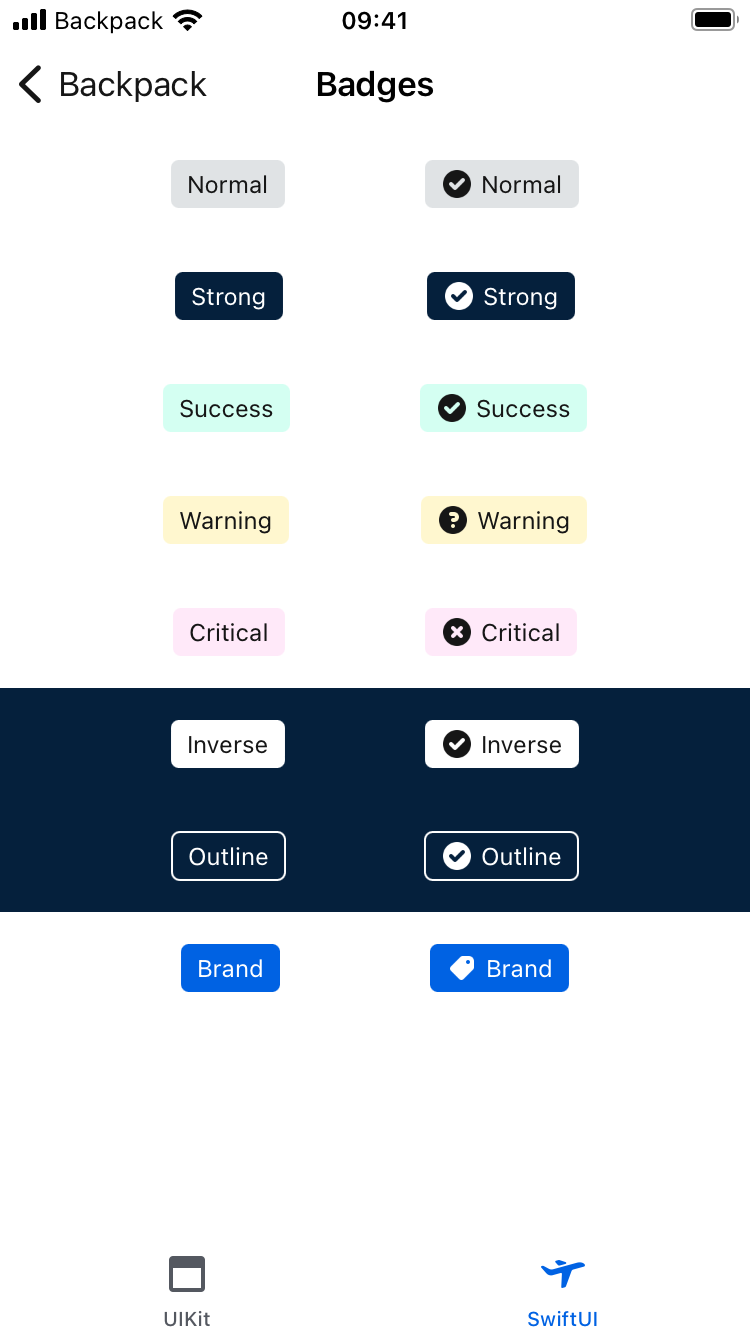 Backpack 09:41
Backpack Badges
Normal Normal
Strong Strong
Success Success
Warning Warning
Critical Critical
Inverse Inverse
Outline Outline
Brand Brand
UIKit SwiftUI